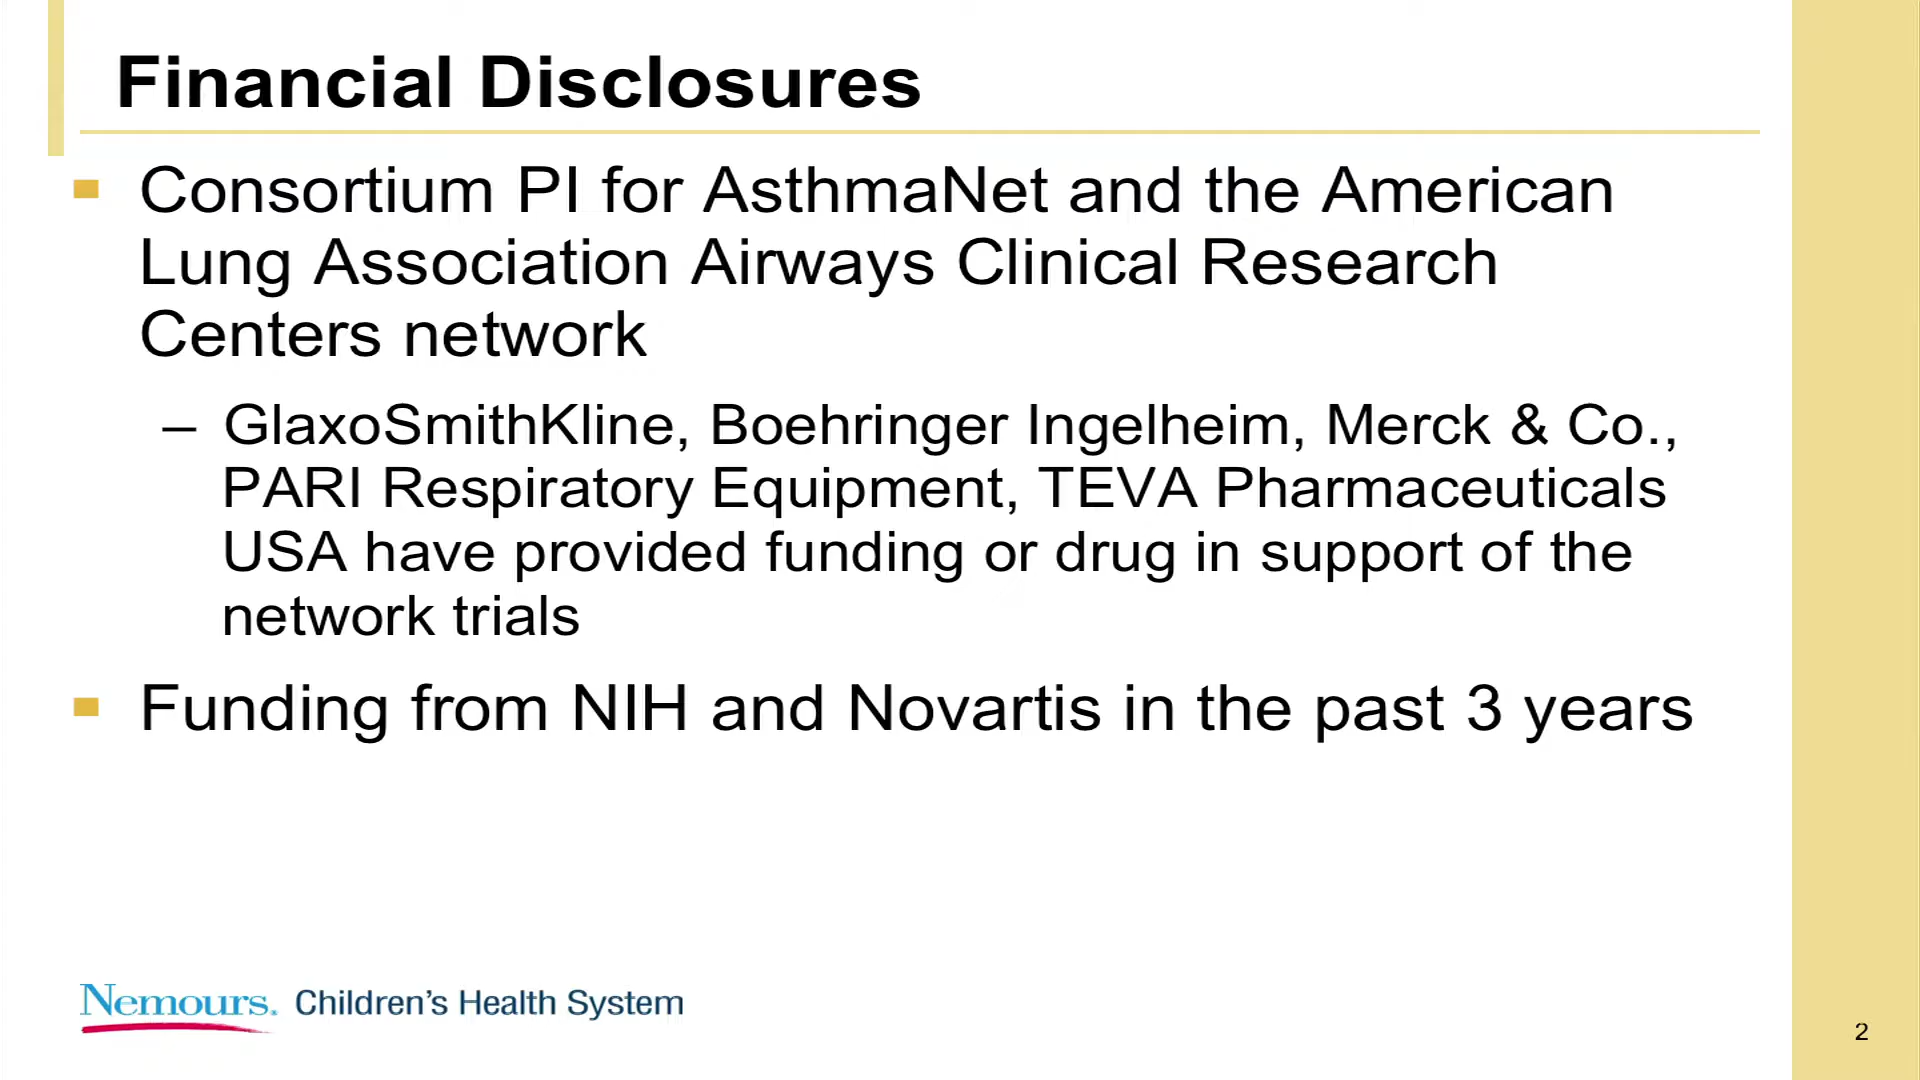 Financial Disclosures
Consortium PI for AsthmaNet and the American
Lung Association Airways Clinical Research
Centers network
– GlaxoSmithKline, Boehringer Ingelheim, Merck & Co.,
PARI Respiratory Equipment, TEVA Pharmaceuticals
USA have provided funding or drug in support of the
network trials
Funding from NIH and Novartis in the past 3 years
Nemours. Children's Health System
2